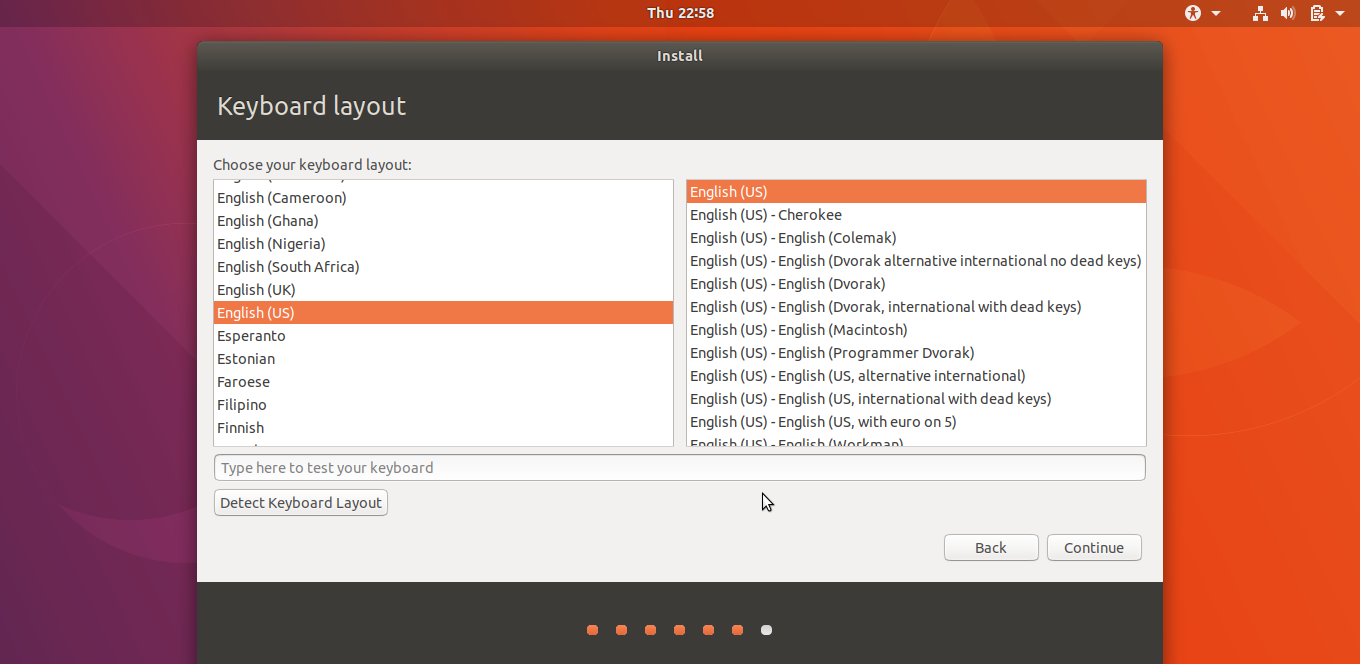 Thu 22:58
Install
Keyboard layout
Choose your keyboard layout:
English (Cameroon)
English (Ghana)
English (Nigeria)
English (South Africa)
English (UK)
English (US)
Esperanto
Estonian
Faroese
Filipino
Finnish
English (US)
English (US) - Cherokee
English (US) - English (Colemak)
English (US) - English (Dvorak alternative international no dead keys)
English (US) - English (Dvorak)
English (US) - English (Dvorak, international with dead keys)
English (US) - English (Macintosh)
English (US) - English (Programmer Dvorak)
English (US) - English (US, alternative international)
English (US) - English (US, international with dead keys)
English (US) - English (US, with euro on 5)
English (US) - English (Workman)
Type here to test your keyboard
Detect Keyboard Layout
Back
Continue